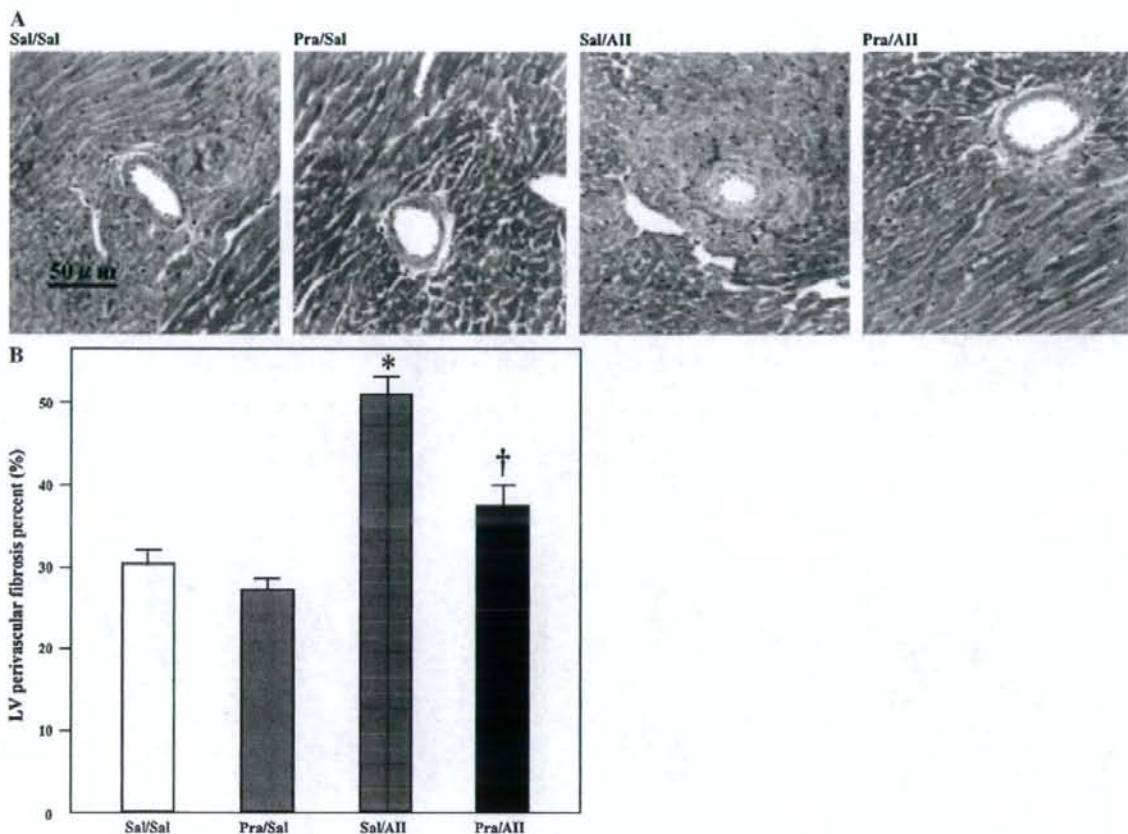 A
Sal/Sal Pra/Sal Sal/AII Pra/AII
50 μm
B
LV perivascular fibrosis percent (%)
50
40
30
20
10
0
*
†
Sal/Sal Pra/Sal Sal/AII Pra/AII